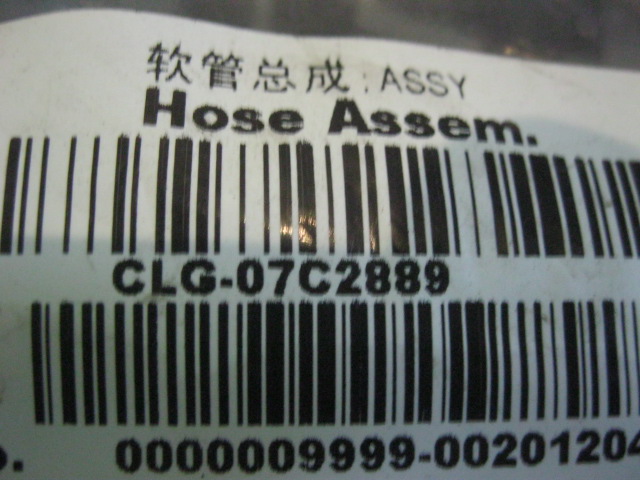 软管总成;ASSY
Hose Assem.
CLG-07C2889
0000009999-00201204